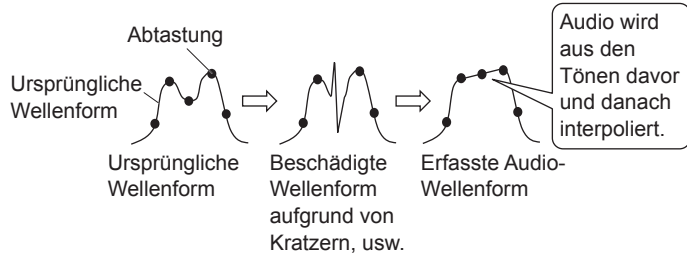 Abtastung
Ursprüngliche
Wellenform
Audio wird
aus den
Tönen davor
und danach
interpoliert.
Ursprüngliche
Wellenform
Beschädigte
Wellenform
aufgrund von
Kratzern, usw.
Erfasste Audio-
Wellenform